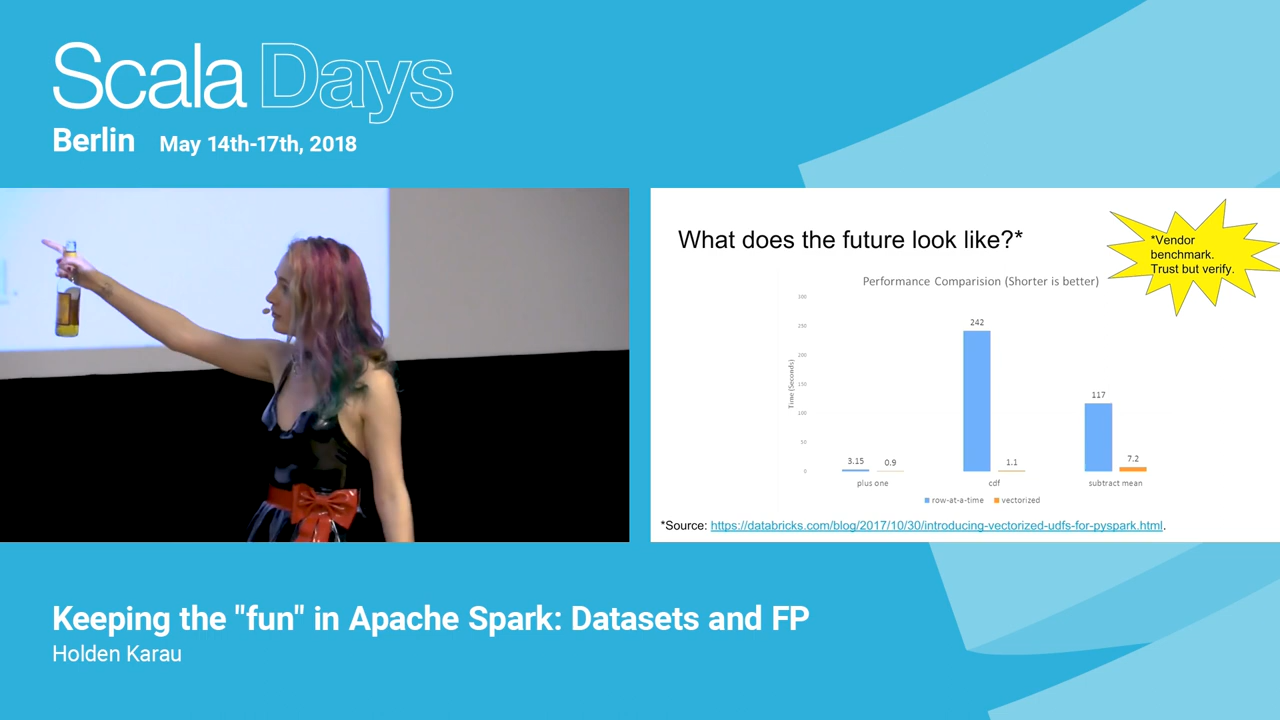 Scala Days
Berlin May 14th-17th, 2018
What does the future look like?*
*Vendor
benchmark.
Trust but verify.
Performance Comparision (Shorter is better)
Time (Seconds)
300
250
200
150
100
50
0
3.15
0.9
242
1.1
117
7.2
plus one
cdf
subtract mean
row-at-a-time
vectorized
*Source: https://databricks.com/blog/2017/10/30/introducing-vectorized-udfs-for-pyspark.html.
Keeping the "fun" in Apache Spark: Datasets and FP
Holden Karau